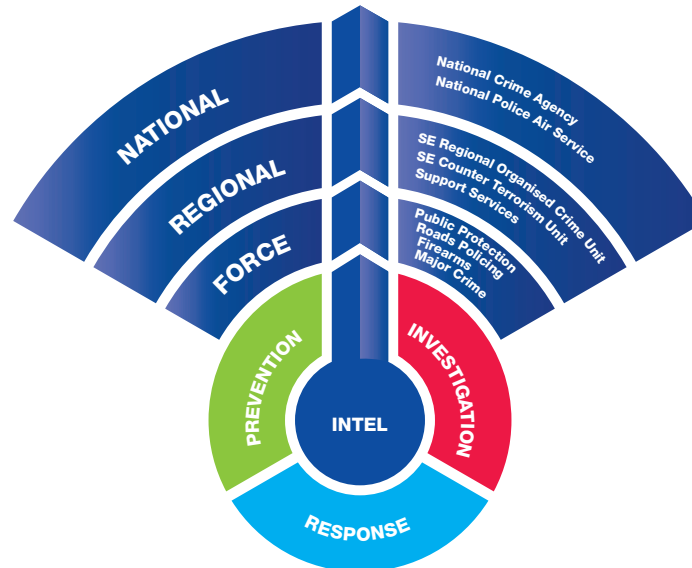 NATIONAL
National Crime Agency
National Police Air Service
REGIONAL
SE Regional Organised Crime Unit
SE Counter Terrorism Unit
Support Services
FORCE
Public Protection
Roads Policing
Firearms
Major Crime
PREVENTION
INVESTIGATION
INTEL
RESPONSE